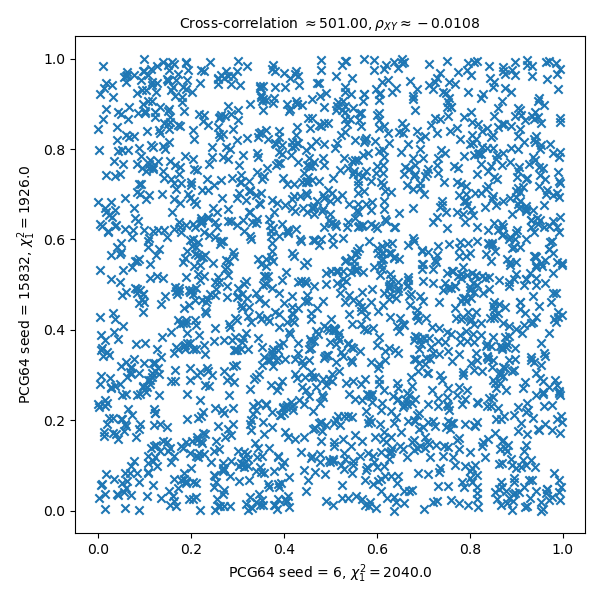 Cross-correlation ≈ 501.00, ρ_XY ≈ −0.0108
1.0
0.8
0.6
0.4
0.2
0.0
PCG64 seed = 15832, χ²₁ = 1926.0
0.0 0.2 0.4 0.6 0.8 1.0
PCG64 seed = 6, χ²₁ = 2040.0